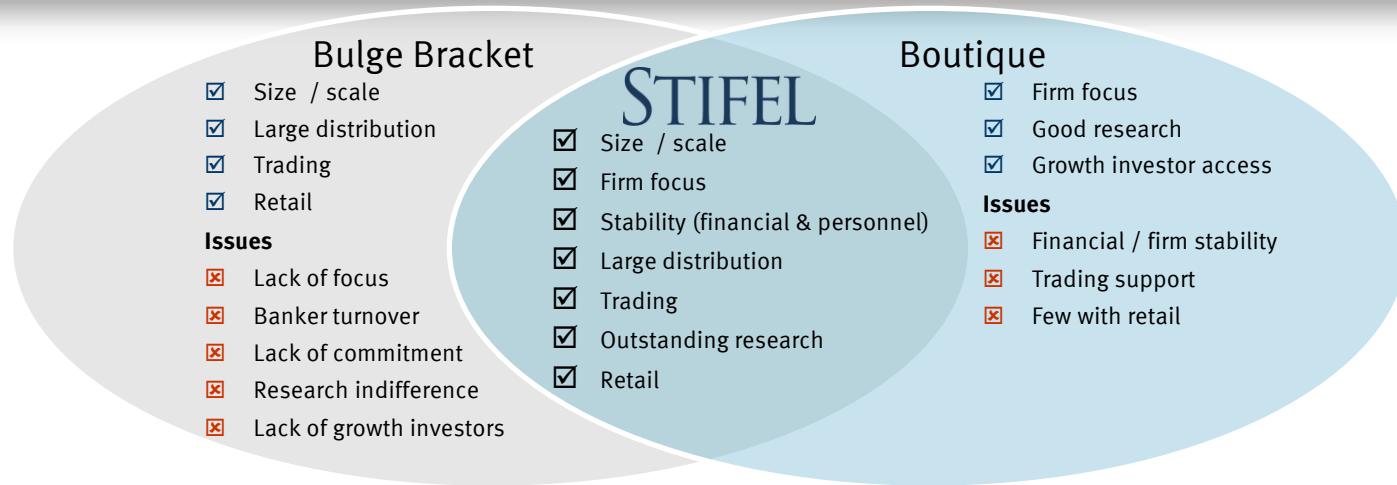 Bulge Bracket
Size / scale
Large distribution
Trading
Retail
Issues
Lack of focus
Banker turnover
Lack of commitment
Research indifference
Lack of growth investors
STIFEL
Size / scale
Firm focus
Stability (financial & personnel)
Large distribution
Trading
Outstanding research
Retail
Boutique
Firm focus
Good research
Growth investor access
Issues
Financial / firm stability
Trading support
Few with retail